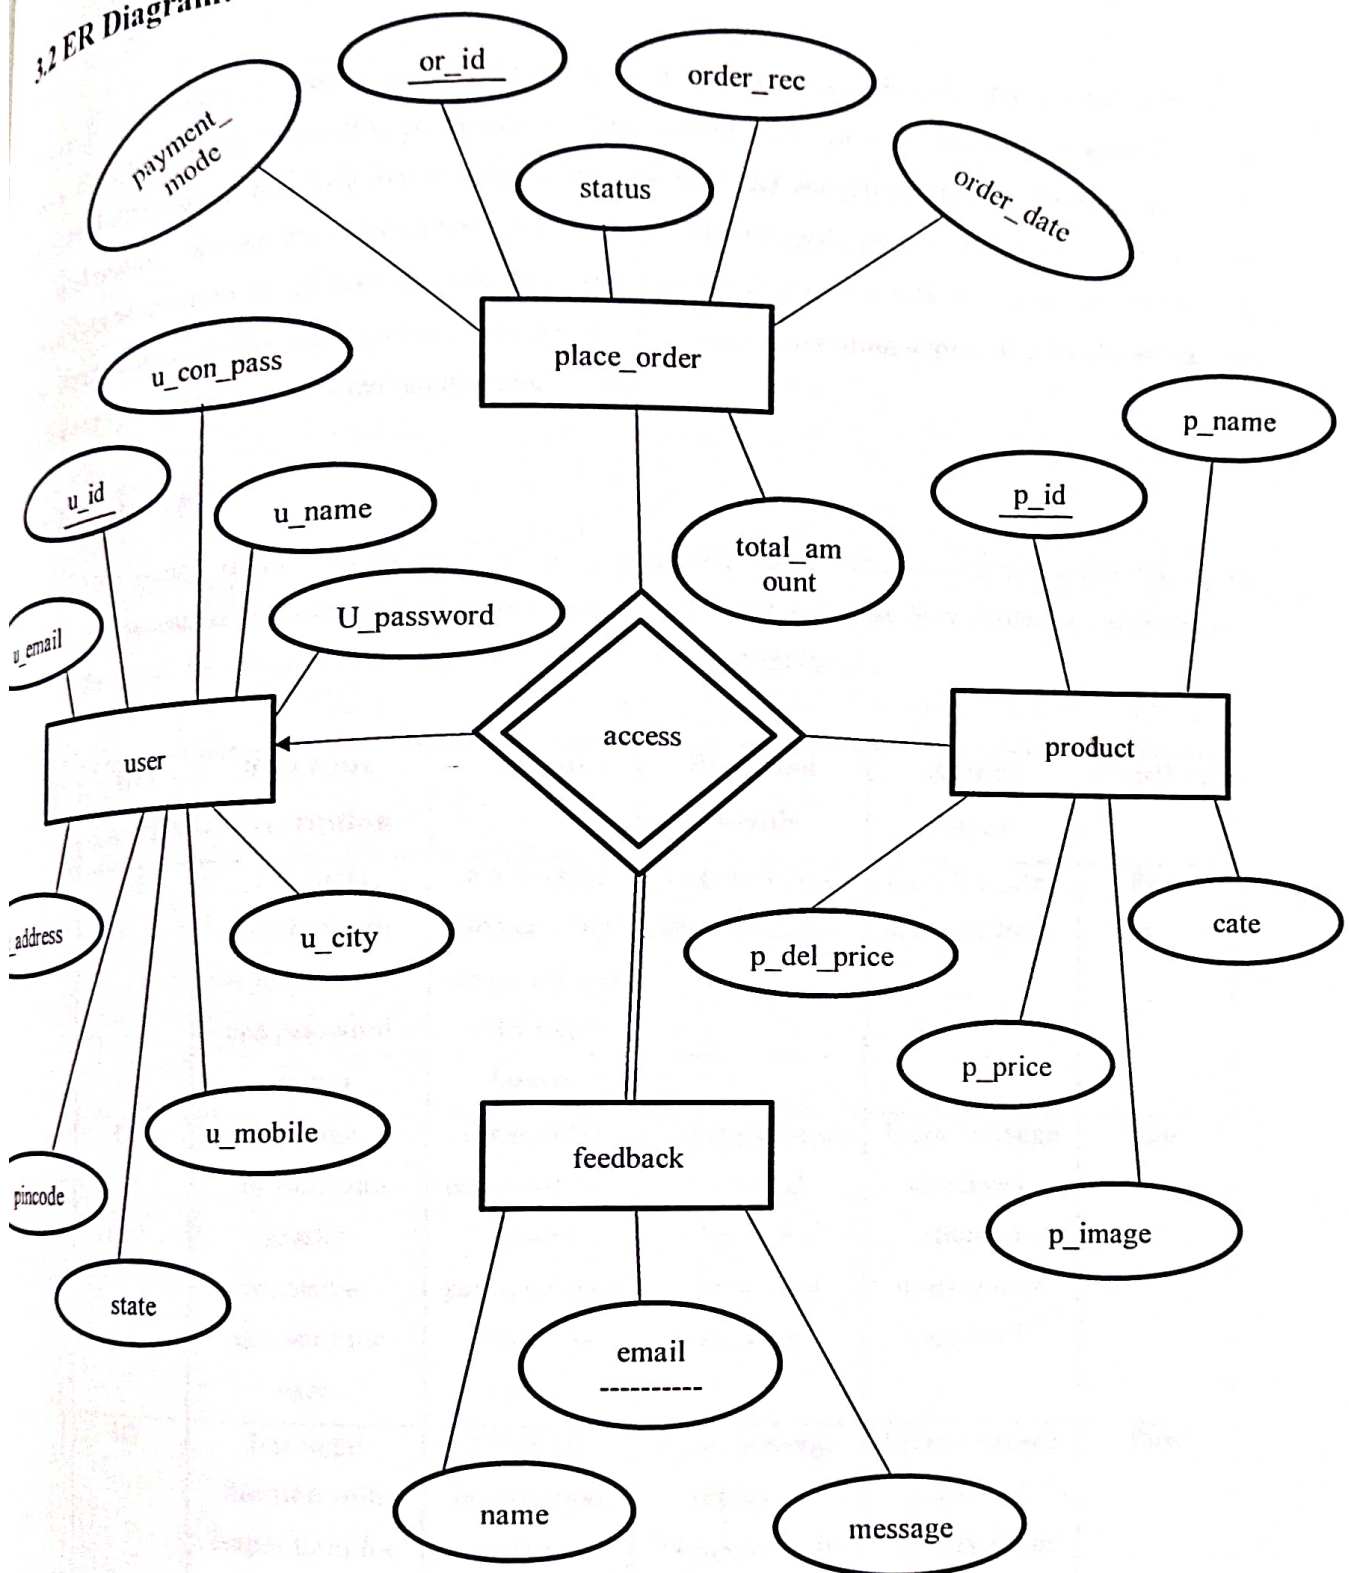 3.2 ER Diagram
or_id
order_rec
payment_
mode
status
order_date
place_order
u_con_pass
p_name
u_id
u_name
p_id
total_am
ount
U_password
u_email
access
user
product
_address
u_city
p_del_price
cate
p_price
u_mobile
feedback
pincode
p_image
state
email
name
message